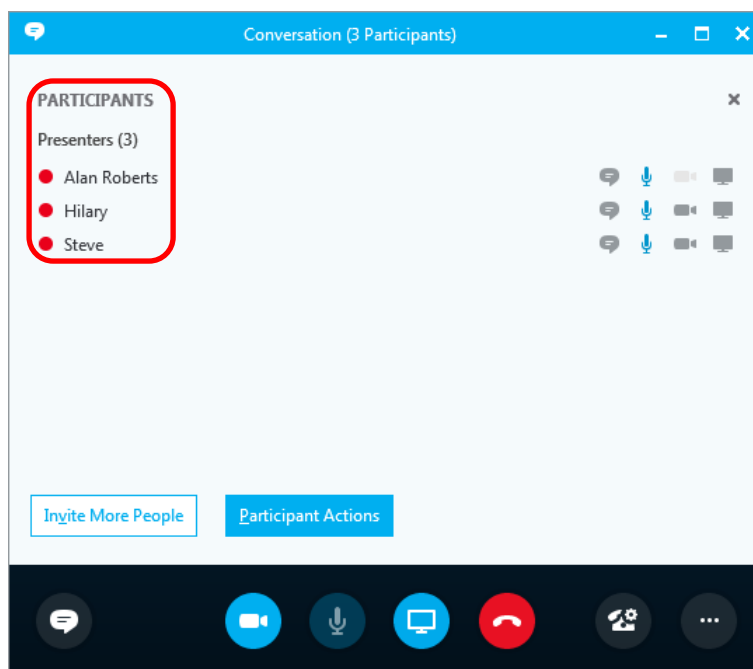 Conversation (3 Participants)
PARTICIPANTS
Presenters (3)
Alan Roberts
Hilary
Steve
Invite More People
Participant Actions